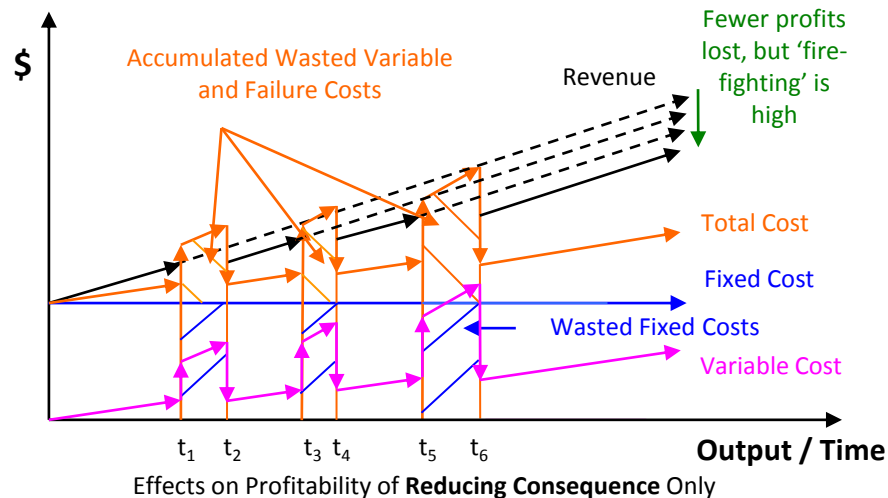 $
Accumulated Wasted Variable
and Failure Costs
Revenue
Fewer profits
lost, but ‘fire-
fighting’ is
high
Total Cost
Fixed Cost
Wasted Fixed Costs
Variable Cost
t1 t2 t3 t4 t5 t6
Output / Time
Effects on Profitability of Reducing Consequence Only